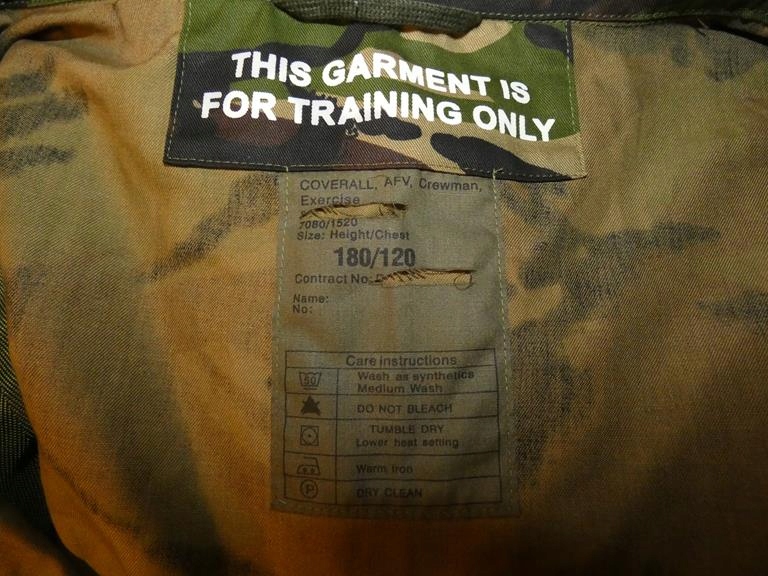 THIS GARMENT IS
FOR TRAINING ONLY
COVERALL, AFV, Crewman,
Exercise
7080/1520
Size: Height/Chest
180/120
Contract No:
Name:
No:
Care instructions
50
Wash as synthetics
Medium Wash
DO NOT BLEACH
TUMBLE DRY
Lower heat setting
Warm Iron
P
DRY CLEAN